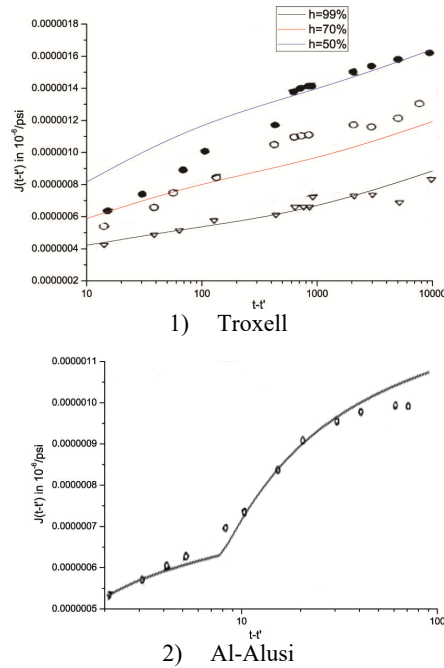 h=99%
h=70%
h=50%
J(t-t') in 10⁻⁶/psi
0.0000018
0.0000016
0.0000014
0.0000012
0.0000010
0.0000008
0.0000006
0.0000004
0.0000002
10 100 1000 10000
t-t'
1) Troxell
J(t-t') in 10⁻⁶/psi
0.0000011
0.0000010
0.0000009
0.0000008
0.0000007
0.0000006
0.0000005
10 100
t-t'
2) Al-Alusi